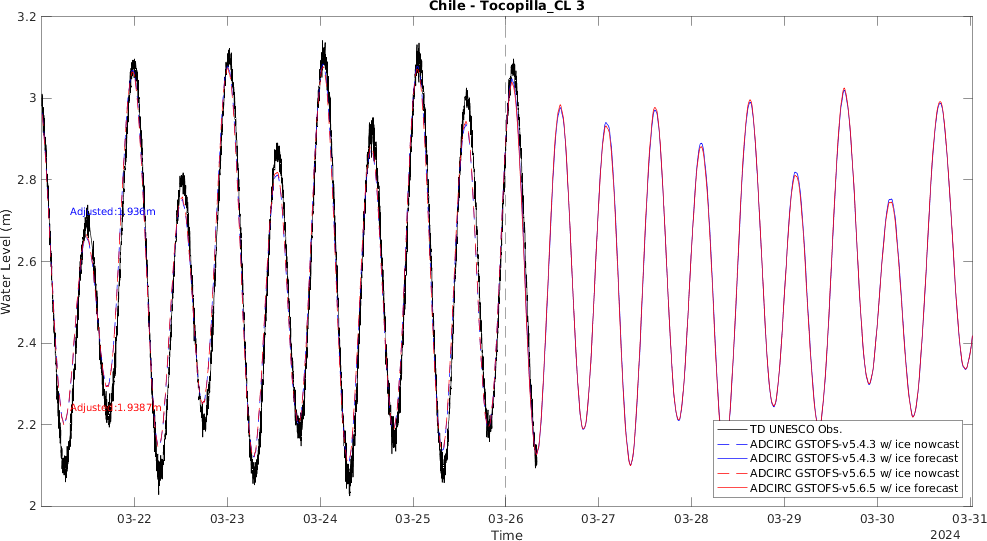 Chile - Tocopilla_CL 3
3.2
3
2.8
2.6
2.4
2.2
2
Water Level (m)
Adjusted:1.936m
Adjusted:1.9387m
TD UNESCO Obs.
ADCIRC GSTOFS-v5.4.3 w/ ice nowcast
ADCIRC GSTOFS-v5.4.3 w/ ice forecast
ADCIRC GSTOFS-v5.6.5 w/ ice nowcast
ADCIRC GSTOFS-v5.6.5 w/ ice forecast
03-22 03-23 03-24 03-25 03-26 03-27 03-28 03-29 03-30 03-31
Time
2024